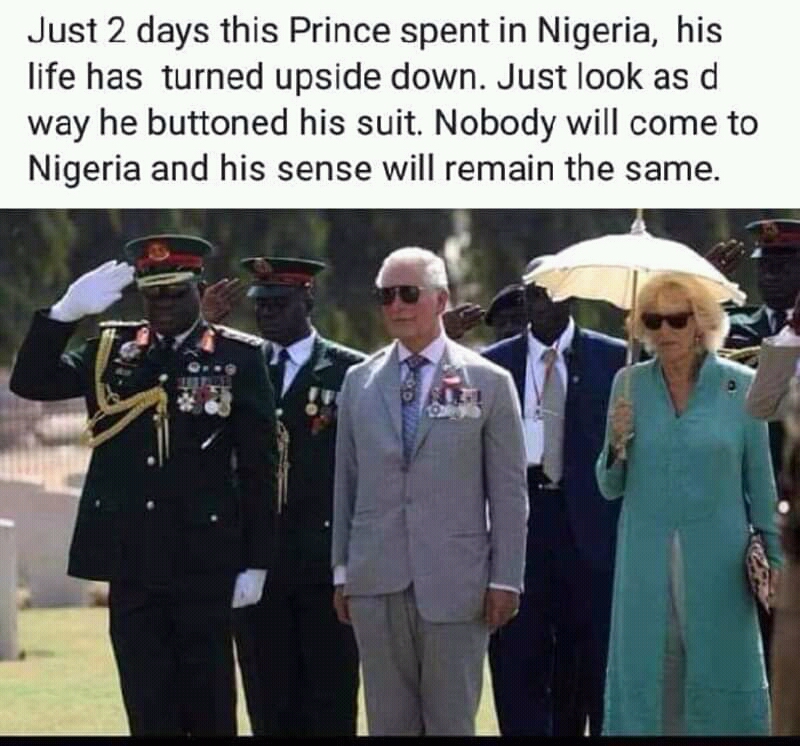 Just 2 days this Prince spent in Nigeria, his
life has turned upside down. Just look as d
way he buttoned his suit. Nobody will come to
Nigeria and his sense will remain the same.